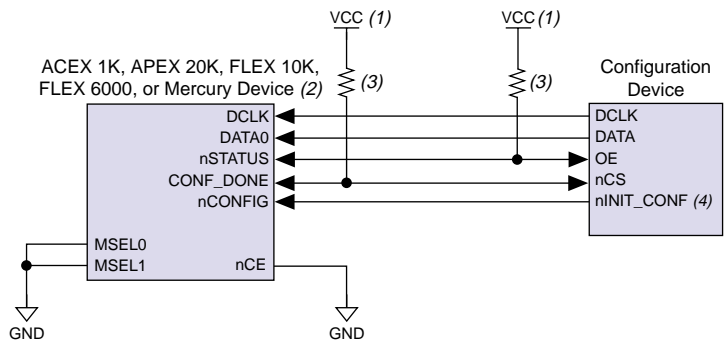 VCC (1)
VCC (1)
ACEX 1K, APEX 20K, FLEX 10K,
FLEX 6000, or Mercury Device (2)
(3)
(3)
Configuration
Device
DCLK
DATA0
nSTATUS
CONF_DONE
nCONFIG
MSEL0
MSEL1
nCE
DCLK
DATA
OE
nCS
nINIT_CONF (4)
GND
GND